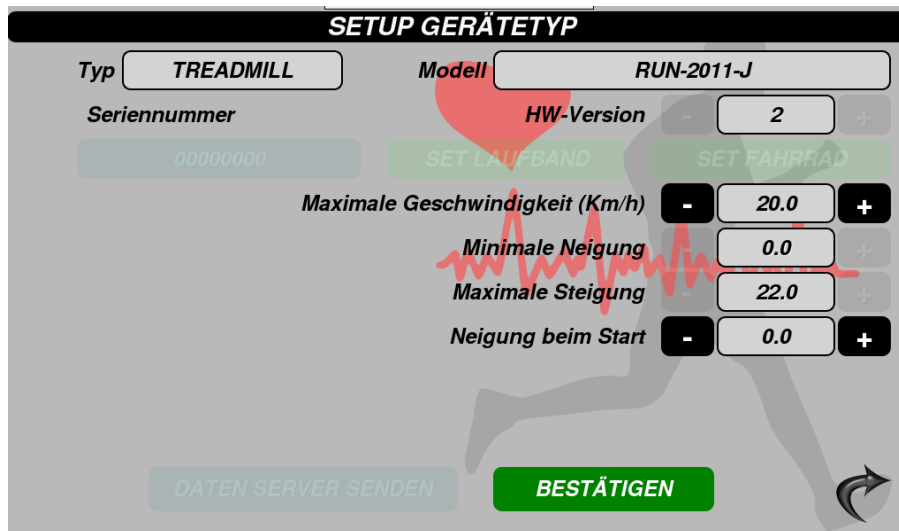 SETUP GERÄTETYP
Typ TREADMILL Modell RUN-2011-J
Seriennummer HW-Version - 2 +
00000000 SET LAUFBAND SET FAHRRAD
Maximale Geschwindigkeit (Km/h) - 20.0 +
Minimale Neigung - 0.0 +
Maximale Steigung - 22.0 +
Neigung beim Start - 0.0 +
DATEN SERVER SENDEN BESTÄTIGEN